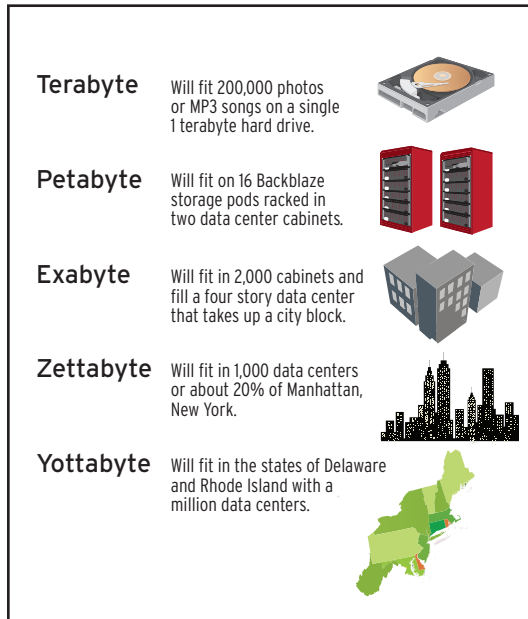 Terabyte
Will fit 200,000 photos
or MP3 songs on a single
1 terabyte hard drive.
Petabyte
Will fit on 16 Backblaze
storage pods racked in
two data center cabinets.
Exabyte
Will fit in 2,000 cabinets and
fill a four story data center
that takes up a city block.
Zettabyte
Will fit in 1,000 data centers
or about 20% of Manhattan,
New York.
Yottabyte
Will fit in the states of Delaware
and Rhode Island with a
million data centers.